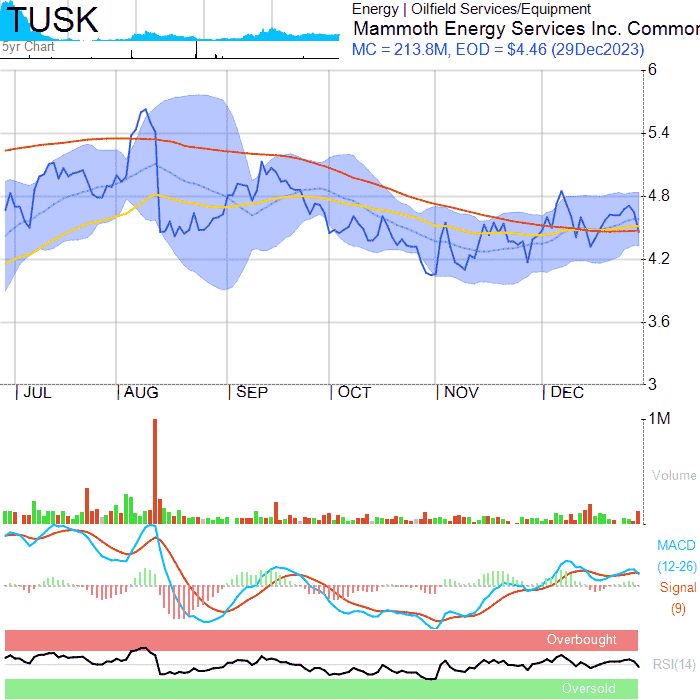 TUSK
5yr Chart
Energy | Oilfield Services/Equipment
Mammoth Energy Services Inc. Common
MC = 213.8M, EOD = $4.46 (29Dec2023)
6
5.4
4.8
4.2
3.6
3
JUL AUG SEP OCT NOV DEC
1M
Volume
MACD
(12-26)
Signal
(9)
Overbought
RSI(14)
Oversold